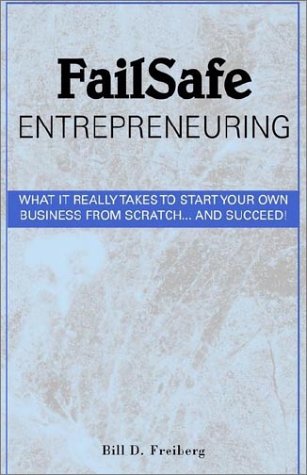 FailSafe
ENTREPRENEURING
WHAT IT REALLY TAKES TO START YOUR OWN
BUSINESS FROM SCRATCH... AND SUCCEED!
Bill D. Freiberg